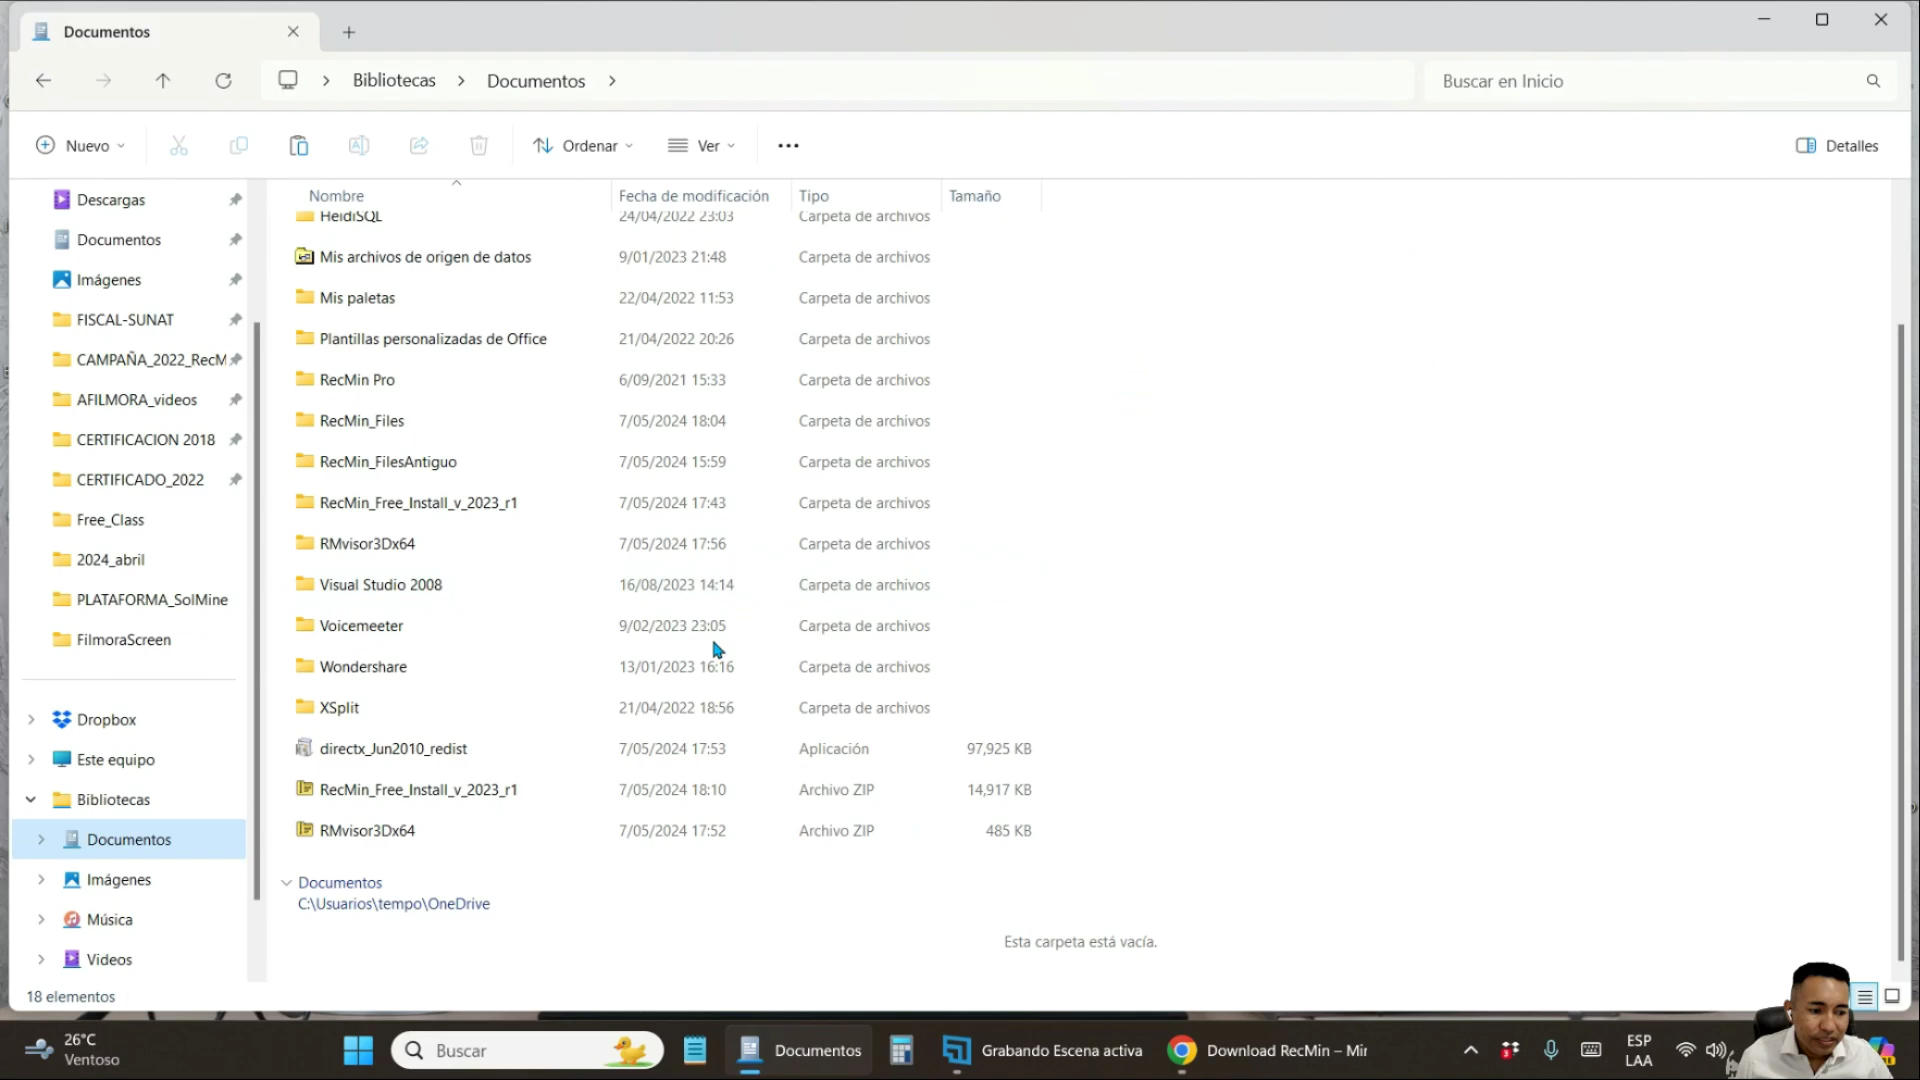 Documentos
Bibliotecas
Documentos
Buscar en Inicio
Nuevo
Ordenar
Ver
Detalles
Descargas
Documentos
Imágenes
FISCAL-SUNAT
CAMPAÑA_2022_RecM
AFILMORA_videos
CERTIFICACION 2018
CERTIFICADO_2022
Free_Class
2024_abril
PLATAFORMA_SolMine
FilmoraScreen
Dropbox
Este equipo
Bibliotecas
Documentos
Imágenes
Música
Videos
18 elementos
Nombre Fecha de modificación Tipo Tamaño
HeidiSQL 24/04/2022 23:03 Carpeta de archivos
Mis archivos de origen de datos 9/01/2023 21:48 Carpeta de archivos
Mis paletas 22/04/2022 11:53 Carpeta de archivos
Plantillas personalizadas de Office 21/04/2022 20:26 Carpeta de archivos
RecMin Pro 6/09/2021 15:33 Carpeta de archivos
RecMin_Files 7/05/2024 18:04 Carpeta de archivos
RecMin_FilesAntiguo 7/05/2024 15:59 Carpeta de archivos
RecMin_Free_Install_v_2023_r1 7/05/2024 17:43 Carpeta de archivos
RMvisor3Dx64 7/05/2024 17:56 Carpeta de archivos
Visual Studio 2008 16/08/2023 14:14 Carpeta de archivos
Voicemeeter 9/02/2023 23:05 Carpeta de archivos
Wondershare 13/01/2023 16:16 Carpeta de archivos
XSplit 21/04/2022 18:56 Carpeta de archivos
directx_Jun2010_redist 7/05/2024 17:53 Aplicación 97,925 KB
RecMin_Free_Install_v_2023_r1 7/05/2024 18:10 Archivo ZIP 14,917 KB
RMvisor3Dx64 7/05/2024 17:52 Archivo ZIP 485 KB
Documentos
C:\Usuarios\tempo\OneDrive
Esta carpeta está vacía.
26°C
Ventoso
Buscar
Documentos
Grabando Escena activa
Download RecMin – Mir
ESP
LAA